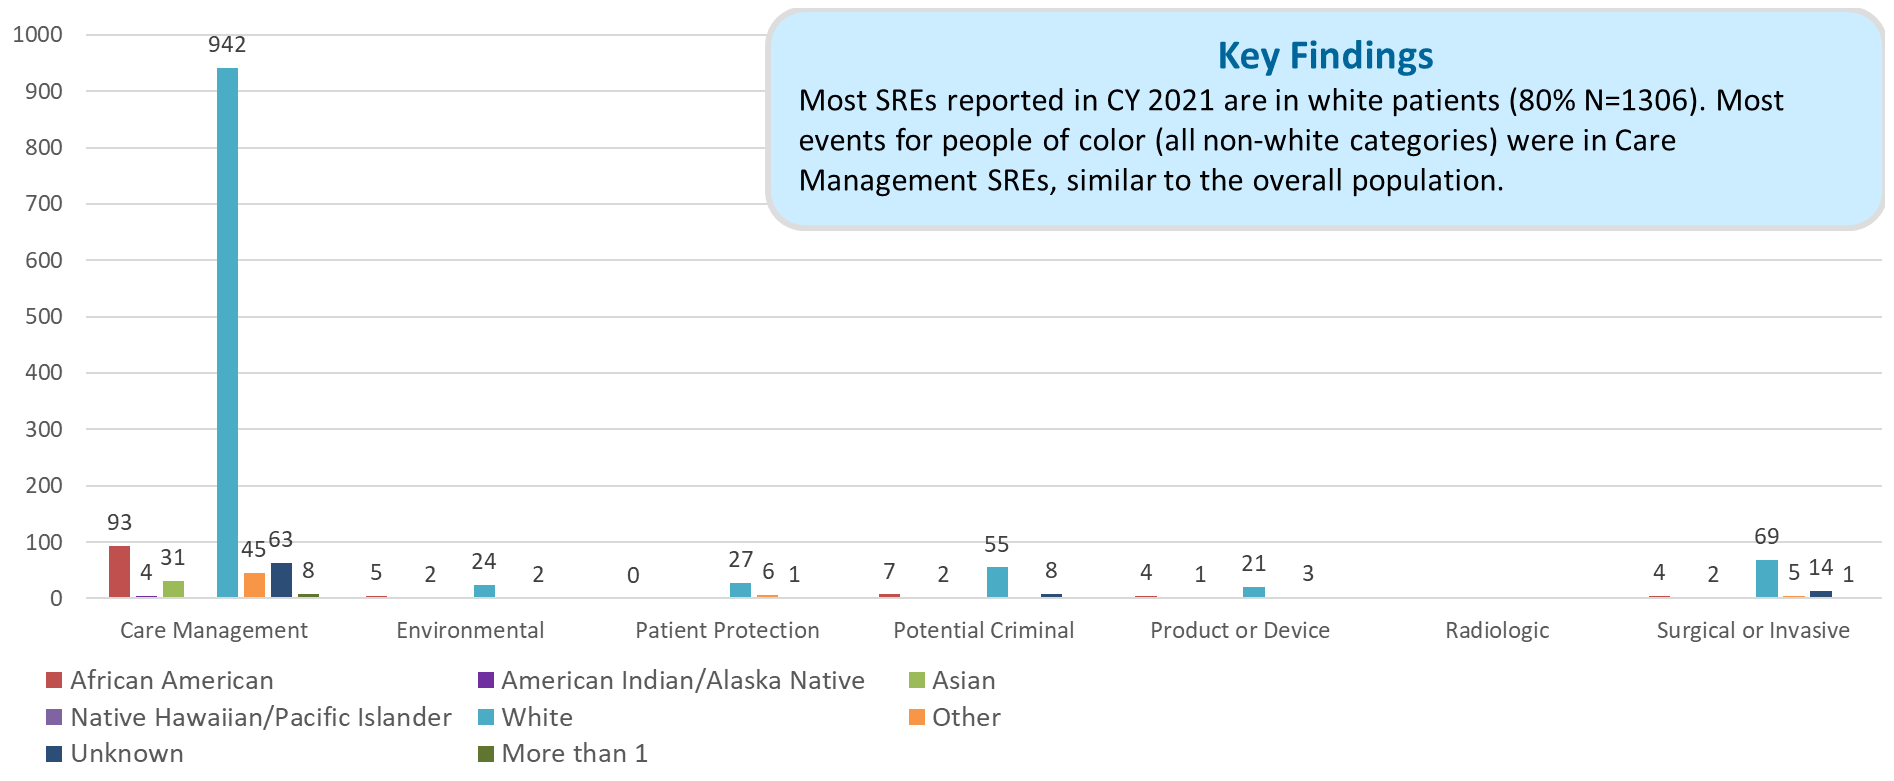 Key Findings
Most SREs reported in CY 2021 are in white patients (80% N=1306). Most
events for people of color (all non-white categories) were in Care
Management SREs, similar to the overall population.
1000
900
800
700
600
500
400
300
200
100
0
93
4
31
942
45
63
8
5
2
24
2
0
27
6
1
7
2
55
8
4
1
21
3
4
2
69
5
14
1
Care Management
Environmental
Patient Protection
Potential Criminal
Product or Device
Radiologic
Surgical or Invasive
African American
American Indian/Alaska Native
Asian
Native Hawaiian/Pacific Islander
White
Other
Unknown
More than 1